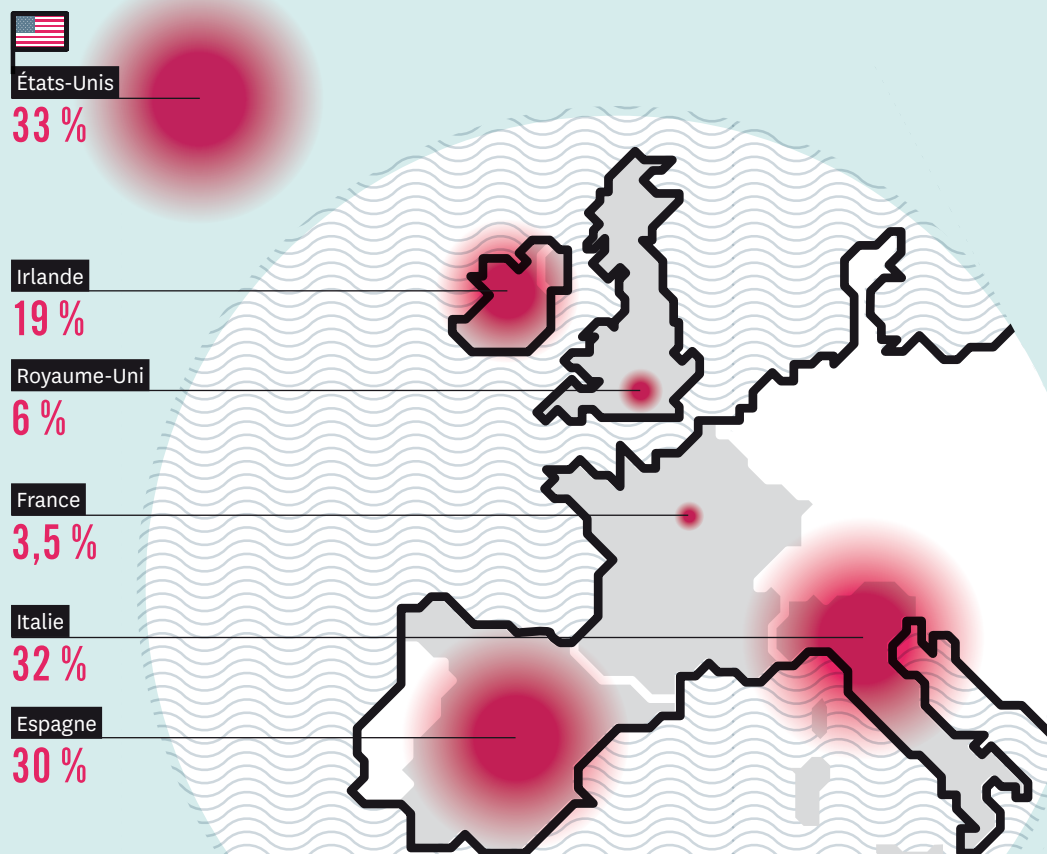 États-Unis
33 %
Irlande
19 %
Royaume-Uni
6 %
France
3,5 %
Italie
32 %
Espagne
30 %